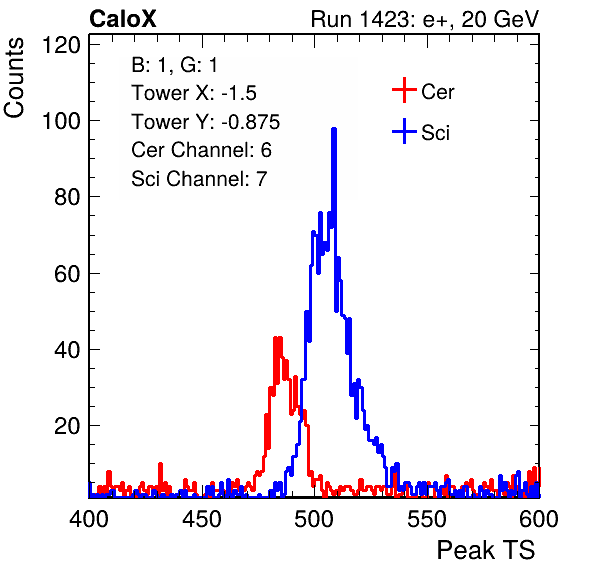 CaloX Run 1423: e+, 20 GeV
Counts
120
100
80
60
40
20
B: 1, G: 1
Tower X: -1.5
Tower Y: -0.875
Cer Channel: 6
Sci Channel: 7
Cer
Sci
400 450 500 550 600
Peak TS